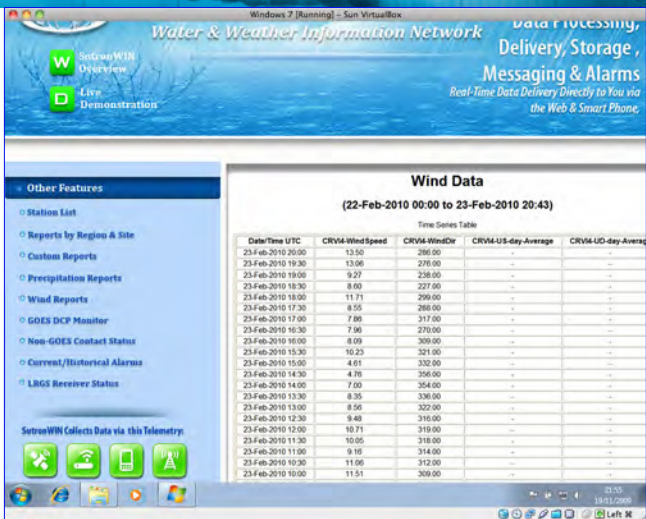 Windows 7 [Running] – Sun VirtualBox
Water & Weather Information Network
Data Processing,
Delivery, Storage ,
Messaging & Alarms
Real-Time Data Delivery Directly to You via
the Web & Smart Phone,
W SutronWIN Overview
D Live Demonstration
Other Features
Station List
Reports by Region & Site
Custom Reports
Precipitation Reports
Wind Reports
GOES DCP Monitor
Non-GOES Contact Status
Current/Historical Alarms
LRGS Receiver Status
SutronWIN Collects Data via this Telemetry:
Wind Data
(22-Feb-2010 00:00 to 23-Feb-2010 20:43)
Time Series Table
Date/Time UTC CRVI4-WindSpeed CRVI4-WindDir CRVI4-US-day-Average CRVI4-UD-day-Averag
23-Feb-2010 20:00 13.50 286.00 - -
23-Feb-2010 19:30 13.06 276.00 - -
23-Feb-2010 19:00 9.27 238.00 - -
23-Feb-2010 18:30 8.60 227.00 - -
23-Feb-2010 18:00 11.71 299.00 - -
23-Feb-2010 17:30 8.55 288.00 - -
23-Feb-2010 17:00 7.86 317.00 - -
23-Feb-2010 16:30 7.96 270.00 - -
23-Feb-2010 16:00 8.09 309.00 - -
23-Feb-2010 15:30 10.23 321.00 - -
23-Feb-2010 15:00 4.61 332.00 - -
23-Feb-2010 14:30 4.76 356.00 - -
23-Feb-2010 14:00 7.00 354.00 - -
23-Feb-2010 13:30 8.35 336.00 - -
23-Feb-2010 13:00 8.56 322.00 - -
23-Feb-2010 12:30 9.48 316.00 - -
23-Feb-2010 12:00 10.71 319.00 - -
23-Feb-2010 11:30 10.05 318.00 - -
23-Feb-2010 11:00 9.16 314.00 - -
23-Feb-2010 10:30 11.06 312.00 - -
23-Feb-2010 10:00 11.51 309.00 - -
21:55
19/11/2009
Left ⌘